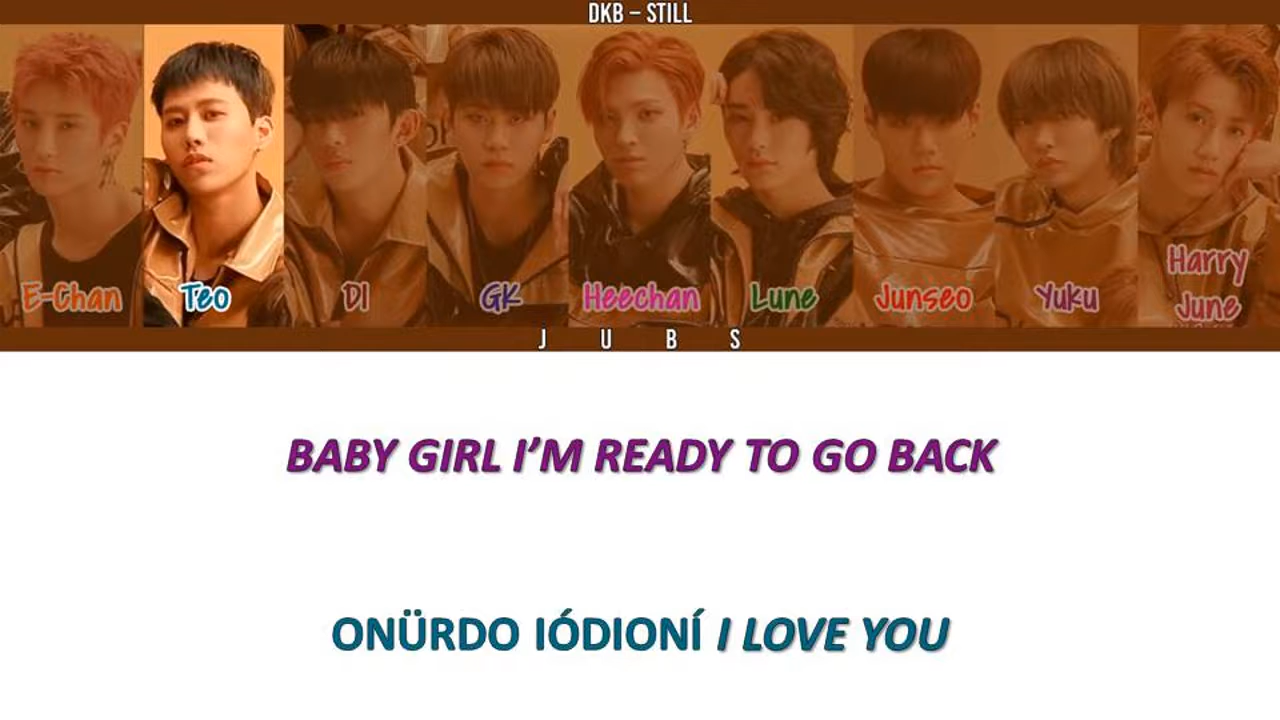 DKB – STILL
E-Chan
Teo
D1
GK
Heechan
Lune
Junseo
Yuku
Harry
June
J U B S
BABY GIRL I’M READY TO GO BACK
ONÜRDO IÓDIONÍ I LOVE YOU